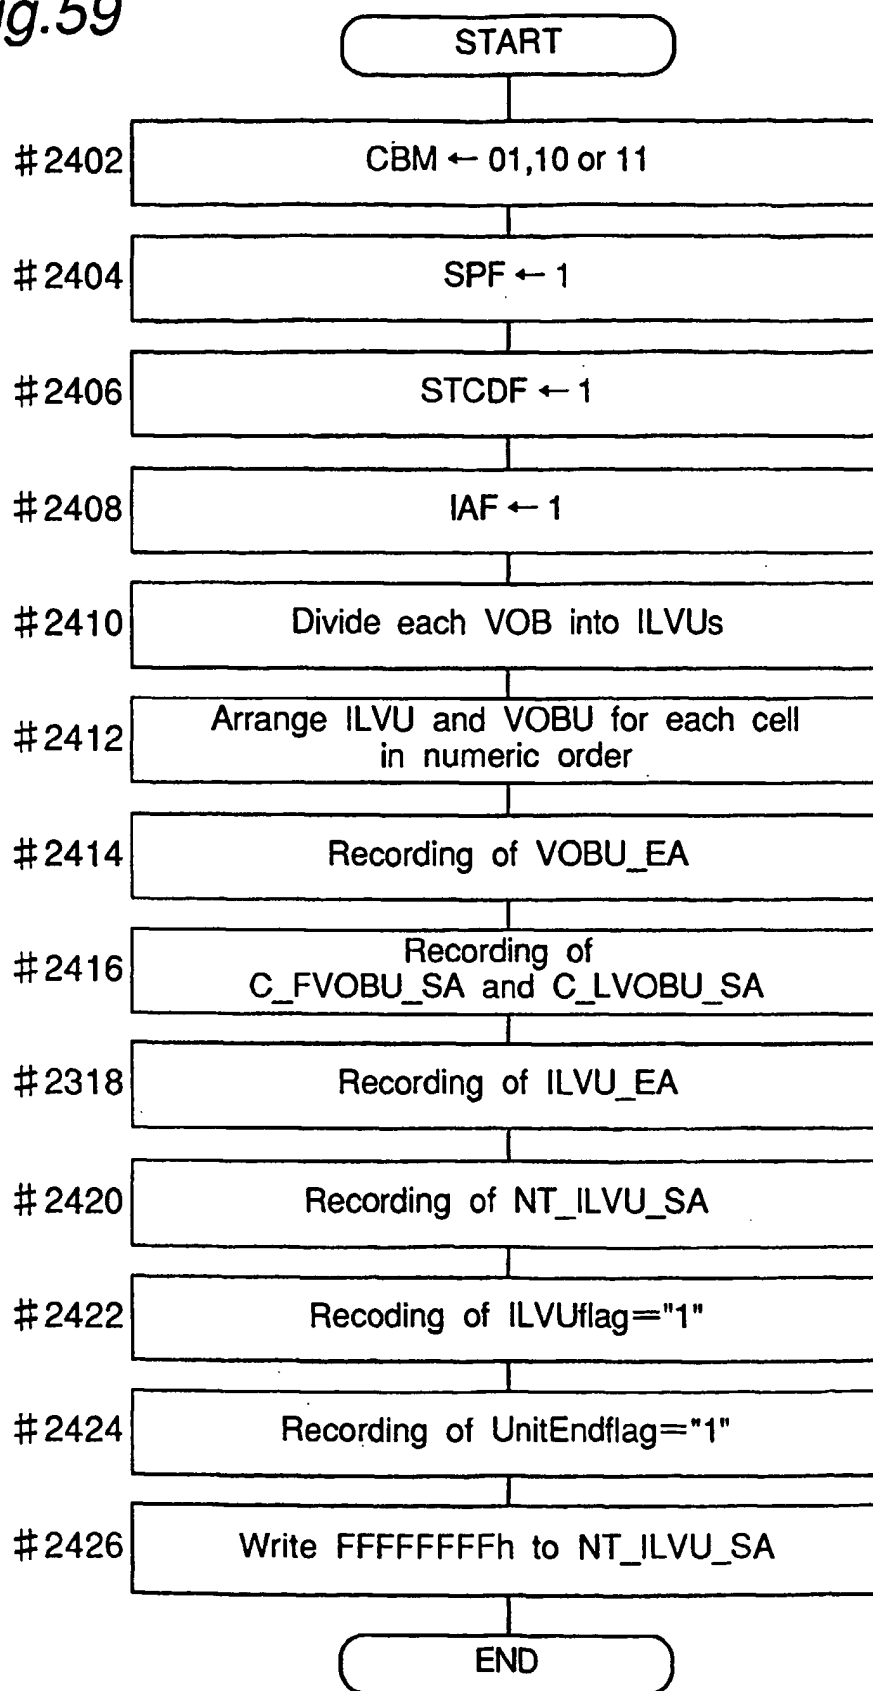 ig.59
START
#2402 CBM ← 01,10 or 11
#2404 SPF ← 1
#2406 STCDF ← 1
#2408 IAF ← 1
#2410 Divide each VOB into ILVUs
#2412 Arrange ILVU and VOBU for each cell
in numeric order
#2414 Recording of VOBU_EA
#2416 Recording of
C_FVOBU_SA and C_LVOBU_SA
#2318 Recording of ILVU_EA
#2420 Recording of NT_ILVU_SA
#2422 Recoding of ILVUflag="1"
#2424 Recording of UnitEndflag="1"
#2426 Write FFFFFFFFh to NT_ILVU_SA
END